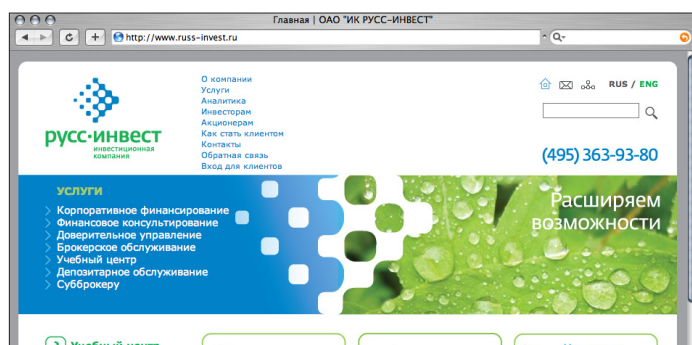 Главная | ОАО "ИК РУСС-ИНВЕСТ"
http://www.russ-invest.ru
Q
русс·инвест
инвестиционная
компания
О компании
Услуги
Аналитика
Инвесторам
Акционерам
Как стать клиентом
Контакты
Обратная связь
Вход для клиентов
RUS / ENG
(495) 363-93-80
УСЛУГИ
Корпоративное финансирование
Финансовое консультирование
Доверительное управление
Брокерское обслуживание
Учебный центр
Депозитарное обслуживание
Субброкеру
Расширяем
возможности
Учебный центр